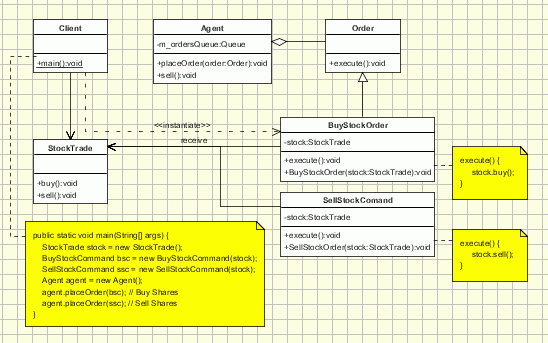 Client
+main():void
Agent
-m_ordersQueue:Queue
+placeOrder(order:Order):void
+sell():void
Order
+execute():void
<<instantiate>>
receive
StockTrade
+buy():void
+sell():void
BuyStockOrder
-stock:StockTrade
+execute():void
+BuyStockOrder(stock:StockTrade):void
execute() {
stock.buy();
}
SellStockComand
-stock:StockTrade
+execute():void
+SellStockOrder(stock:StockTrade):void
execute() {
stock.sell();
}
public static void main(String[] args) {
StockTrade stock = new StockTrade();
BuyStockCommand bsc = new BuyStockCommand(stock);
SellStockCommand ssc = new SellStockCommand(stock);
Agent agent = new Agent();
agent.placeOrder(bsc); // Buy Shares
agent.placeOrder(ssc); // Sell Shares
}